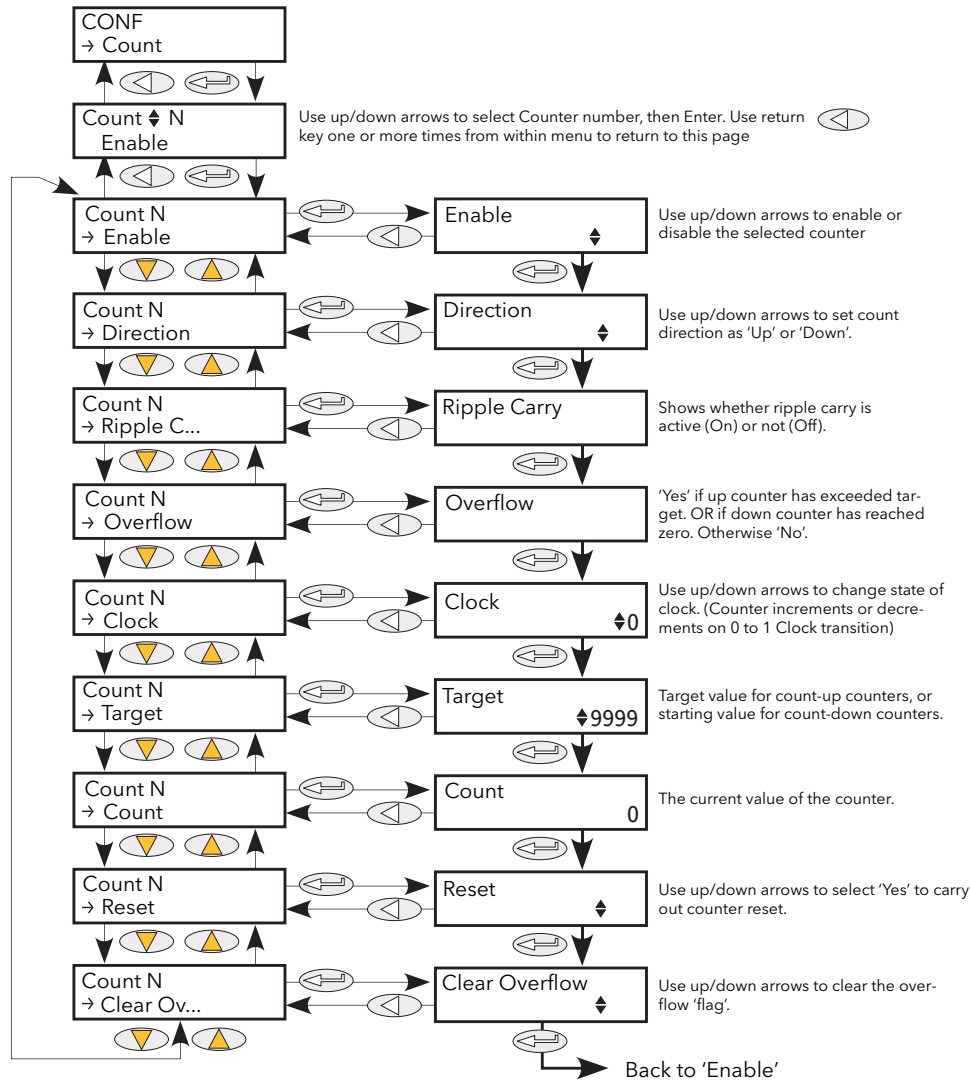 CONF
→ Count
Count N
Enable
Use up/down arrows to select Counter number, then Enter. Use return
key one or more times from within menu to return to this page
Count N
→ Enable
Enable
Use up/down arrows to enable or
disable the selected counter
Count N
→ Direction
Direction
Use up/down arrows to set count
direction as ‘Up’ or ‘Down’.
Count N
→ Ripple C...
Ripple Carry
Shows whether ripple carry is
active (On) or not (Off).
Count N
→ Overflow
Overflow
‘Yes’ if up counter has exceeded tar-
get. OR if down counter has reached
zero. Otherwise ‘No’.
Count N
→ Clock
Clock
0
Use up/down arrows to change state of
clock. (Counter increments or decre-
ments on 0 to 1 Clock transition)
Count N
→ Target
Target
9999
Target value for count-up counters, or
starting value for count-down counters.
Count N
→ Count
Count
0
The current value of the counter.
Count N
→ Reset
Reset
Use up/down arrows to select ‘Yes’ to carry
out counter reset.
Count N
→ Clear Ov...
Clear Overflow
Use up/down arrows to clear the over-
flow ‘flag’.
Back to ‘Enable’